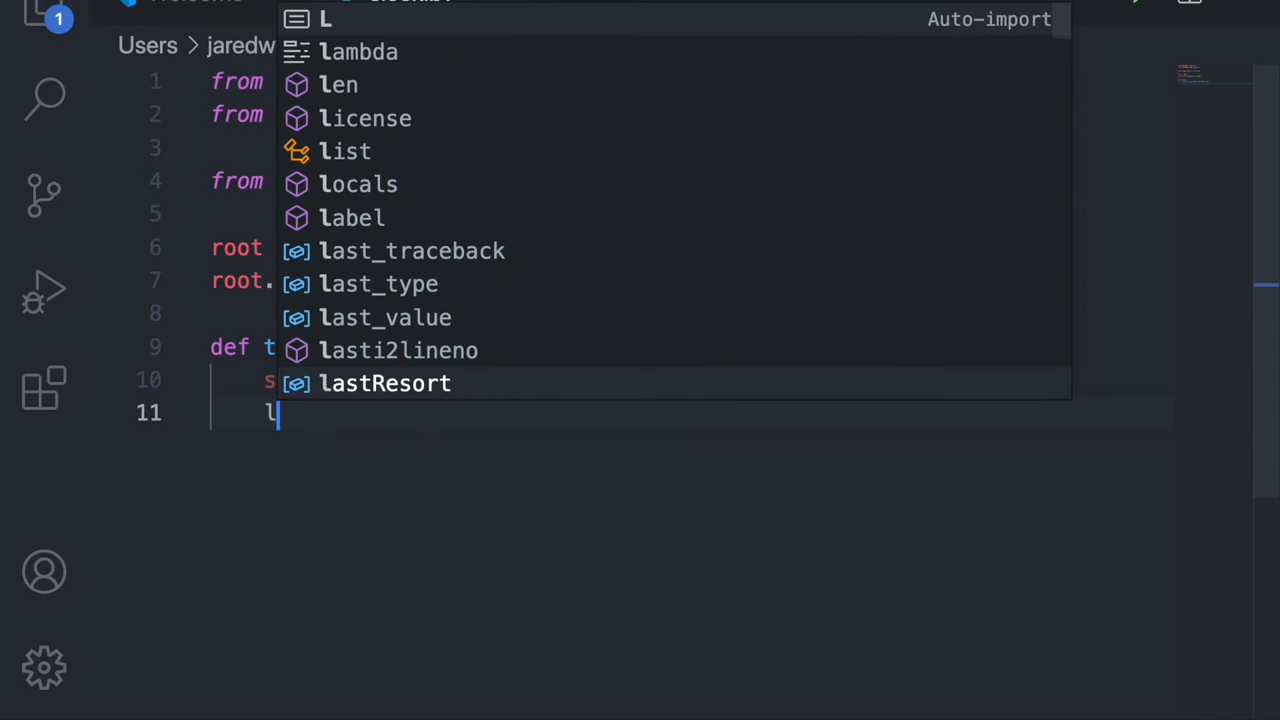 1
L Auto-import
Users > jaredw
lambda
1 from
len
2 from
license
3
list
4 from
locals
5
label
6 root
last_traceback
7 root.
last_type
8
last_value
9 def t
lasti2lineno
10 s
lastResort
11 l